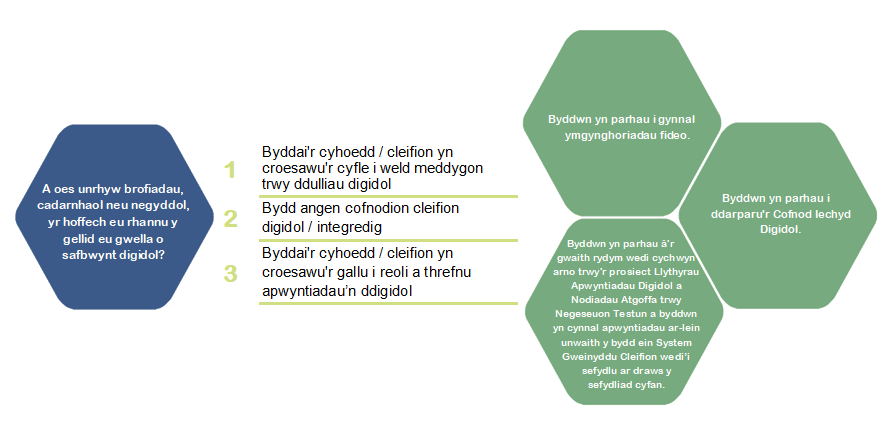 A oes unrhyw brofiadau,
cadarnhaol neu negyddol,
yr hoffech eu rhannu y
gellid eu gwella o
safbwynt digidol?
1
Byddai'r cyhoedd / cleifion yn
croesawu'r cyfle i weld meddygon
trwy ddulliau digidol
2
Bydd angen cofnodion cleifion
digidol / integredig
3
Byddai'r cyhoedd / cleifion yn
croesawu'r gallu i reoli a threfnu
apwyntiadau'n ddigidol
Byddwn yn parhau i gynnal
ymgynghoriadau fideo.
Byddwn yn parhau i
ddarparu'r Cofnod Iechyd
Digidol.
Byddwn yn parhau â'r
gwaith rydym wedi cychwyn
arno trwy'r prosiect Llythyrau
Apwyntiadau Digidol a
Nodiadau Atgoffa trwy
Negeseuon Testun a byddwn
yn cynnal apwyntiadau ar-lein
unwaith y bydd ein System
Gweinyddu Cleifion wedi'i
sefydlu ar draws y
sefydliad cyfan.